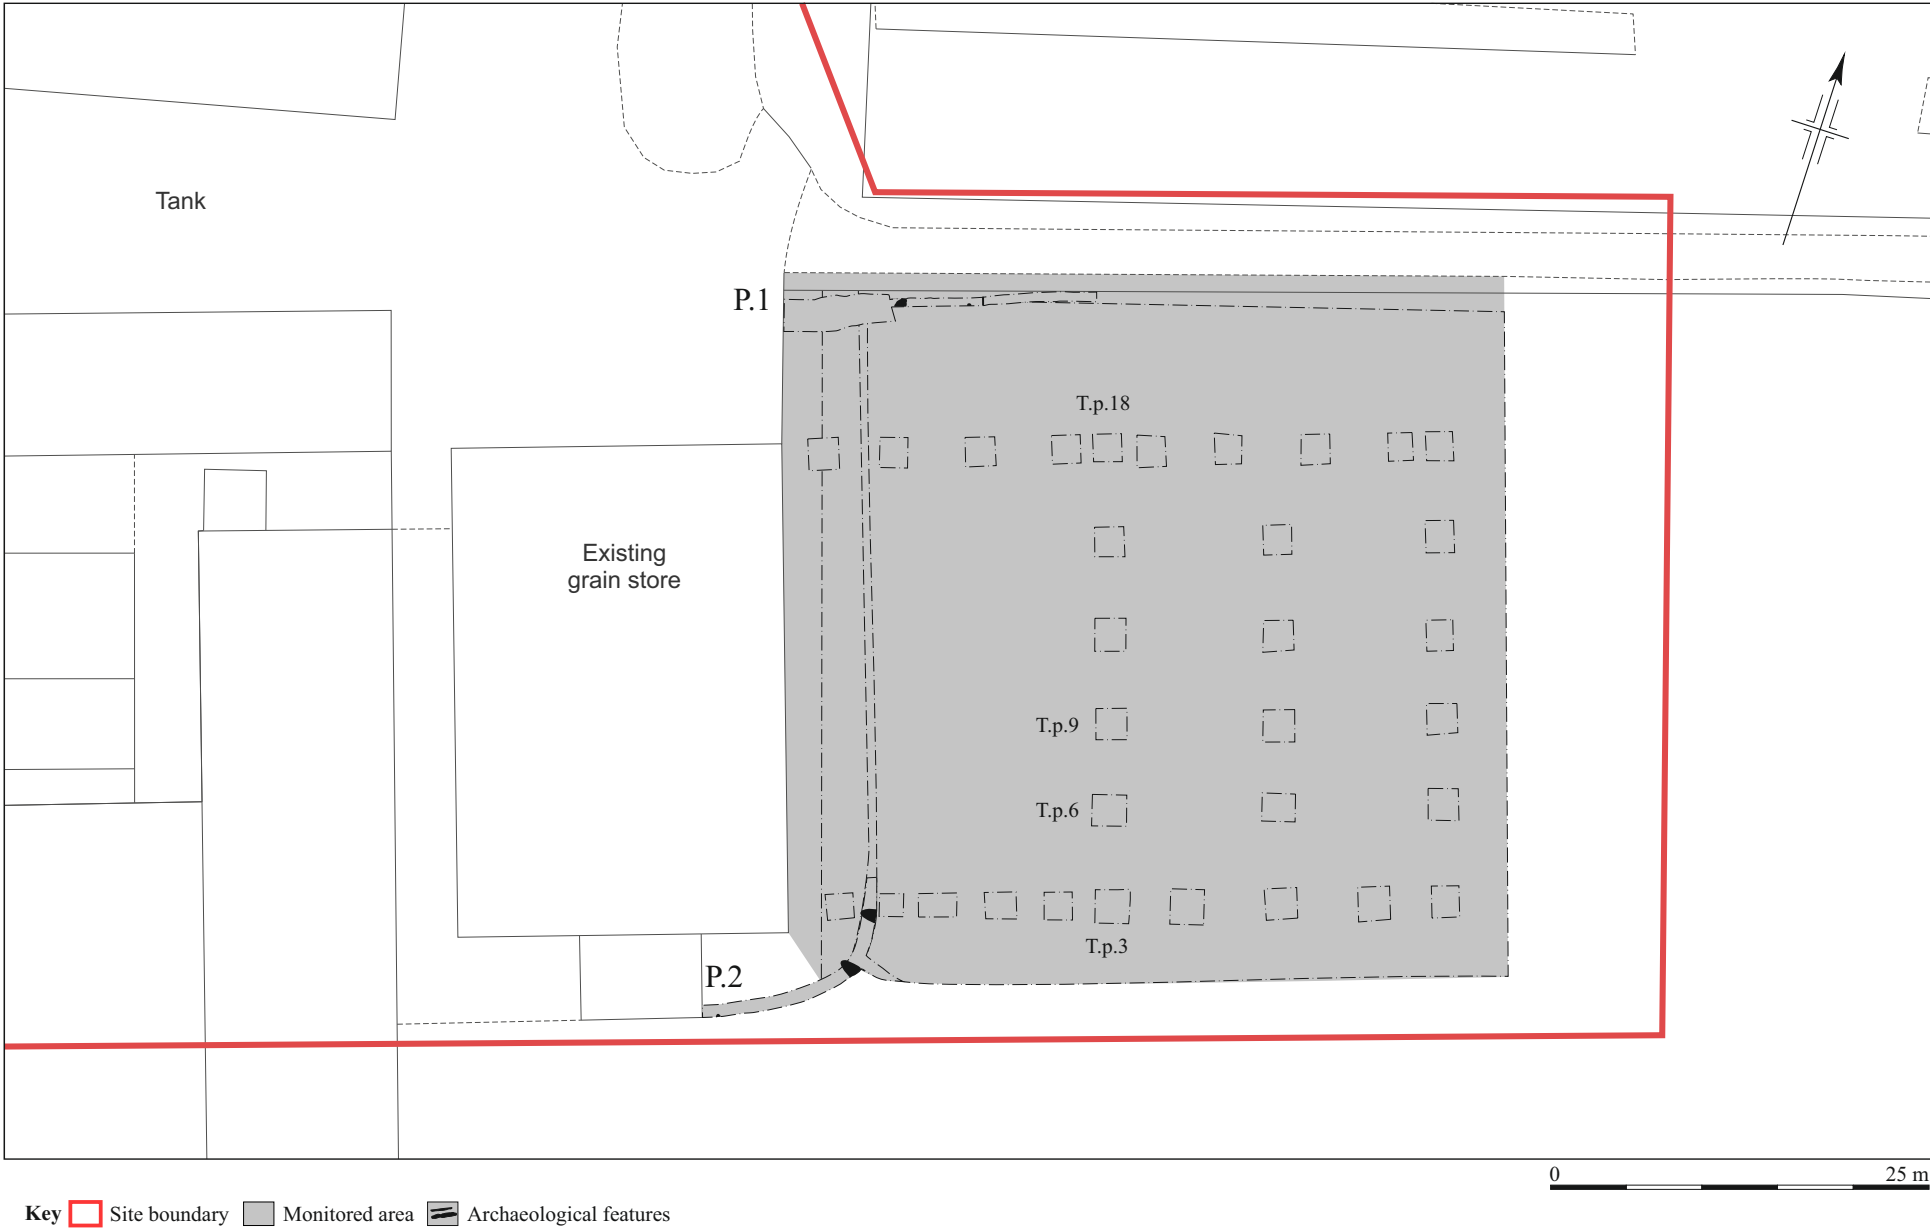 Tank
P.1
T.p.18
Existing
grain store
T.p.9
T.p.6
T.p.3
P.2
0 25 m
Key Site boundary Monitored area Archaeological features